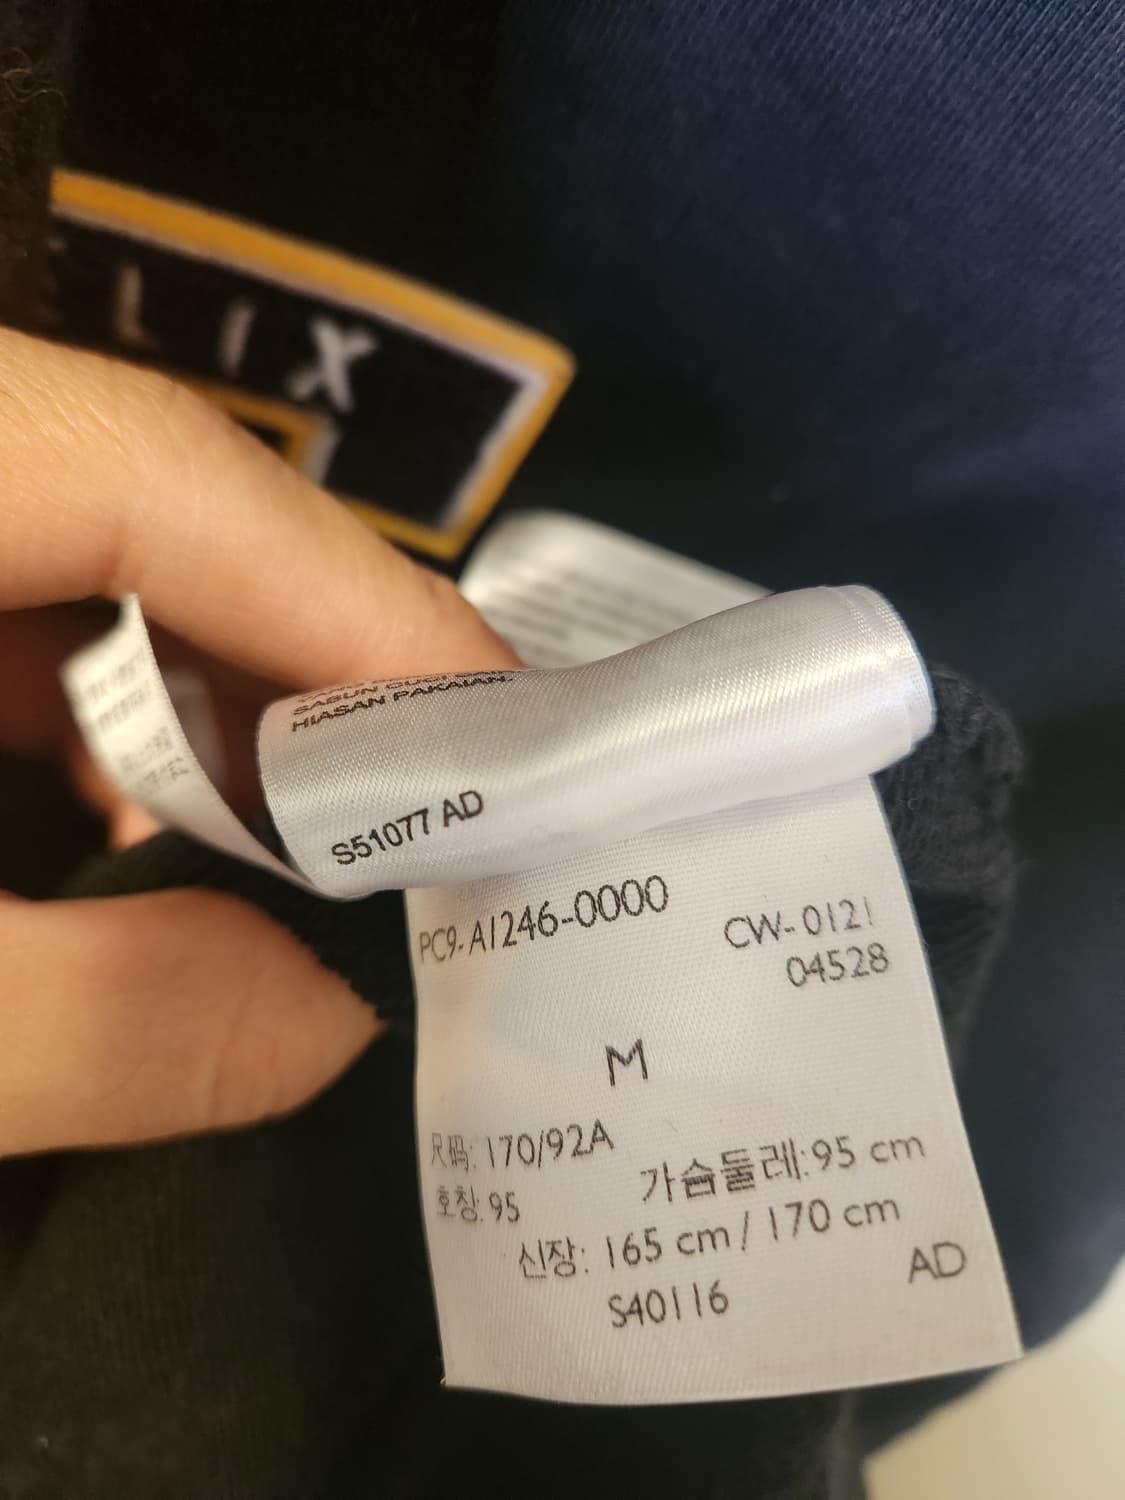 LIX
SABUN
HIASAN PAKAIAN.
S51077 AD
PC9-A1246-0000
CW-0121
04528
M
尺码: 170/92A
호칭: 95
가슴둘레: 95 cm
신장: 165 cm / 170 cm
S40116
AD